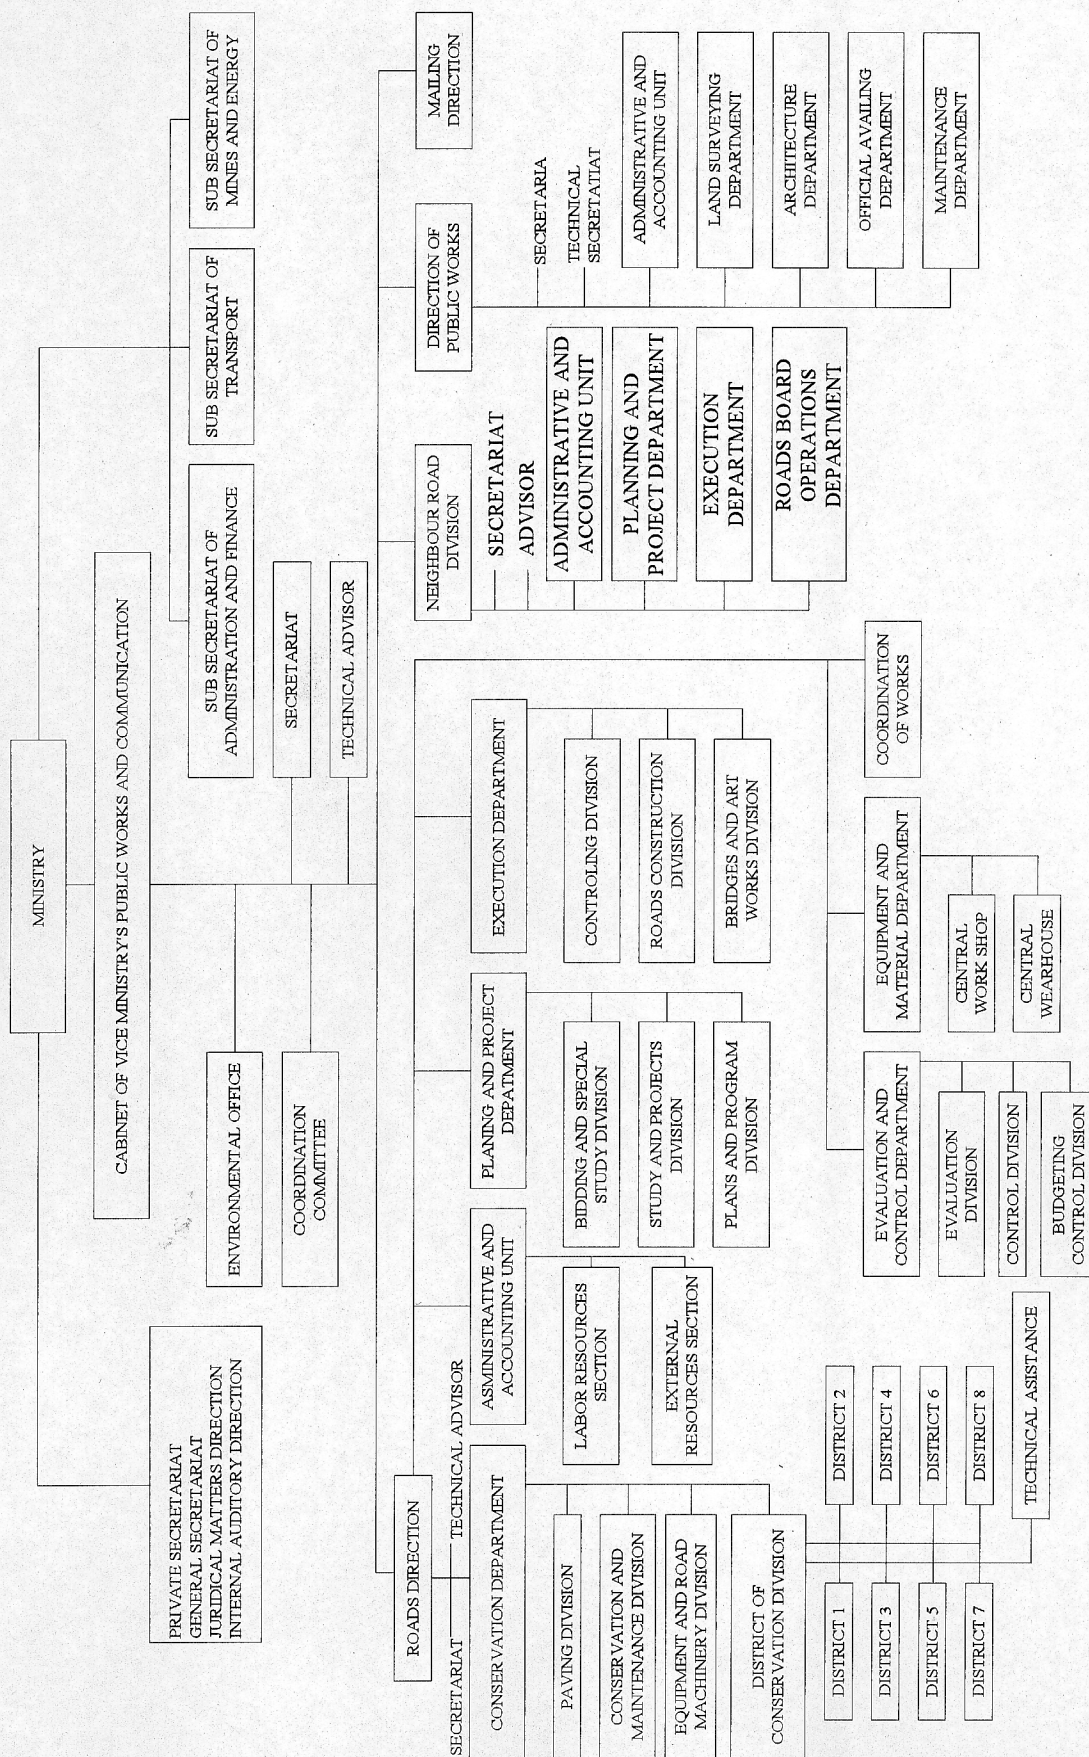 MINISTRY
PRIVATE SECRETARIAT
GENERAL SECRETARIAT
JURIDICAL MATTERS DIRECTION
INTERNAL AUDITORY DIRECTION
CABINET OF VICE MINISTRY'S PUBLIC WORKS AND COMMUNICATION
SUB SECRETARIAT OF
ADMINISTRATION AND FINANCE
SUB SECRETARIAT OF
TRANSPORT
SUB SECRETARIAT OF
MINES AND ENERGY
ENVIRONMENTAL OFFICE
COORDINATION
COMMITTEE
SECRETARIAT
TECHNICAL ADVISOR
ROADS DIRECTION
NEIGHBOUR ROAD
DIVISION
DIRECTION OF
PUBLIC WORKS
MAILING
DIRECTION
SECRETARIAT
TECHNICAL ADVISOR
CONSERVATION DEPARTMENT
ASMINISTRATIVE AND
ACCOUNTING UNIT
PLANING AND PROJECT
DEPATMENT
EXECUTION DEPARTMENT
PAVING DIVISION
CONSERVATION AND
MAINTENANCE DIVISION
EQUIPMENT AND ROAD
MACHINERY DIVISION
DISTRICT OF
CONSERVATION DIVISION
LABOR RESOURCES
SECTION
EXTERNAL
RESOURCES SECTION
BIDDING AND SPECIAL
STUDY DIVISION
STUDY AND PROJECTS
DIVISION
PLANS AND PROGRAM
DIVISION
CONTROLING DIVISION
ROADS CONSTRUCTION
DIVISION
BRIDGES AND ART
WORKS DIVISION
SECRETARIAT
ADVISOR
ADMINISTRATIVE AND
ACCOUNTING UNIT
PLANNING AND
PROJECT DEPARTMENT
EXECUTION
DEPARTMENT
ROADS BOARD
OPERATIONS
DEPARTMENT
SECRETARIA
TECHNICAL
SECRETATIAT
ADMINISTRATIVE AND
ACCOUNTING UNIT
LAND SURVEYING
DEPARTMENT
ARCHITECTURE
DEPARTMENT
OFFICIAL AVAILING
DEPARTMENT
MAINTENANCE
DEPARTMENT
DISTRICT 1
DISTRICT 2
DISTRICT 3
DISTRICT 4
DISTRICT 5
DISTRICT 6
DISTRICT 7
DISTRICT 8
TECHNICAL ASISTANCE
EVALUATION AND
CONTROL DEPARTMENT
EQUIPMENT AND
MATERIAL DEPARTMENT
COORDINATION
OF WORKS
EVALUATION
DIVISION
CONTROL DIVISION
BUDGETING
CONTROL DIVISION
CENTRAL
WORK SHOP
CENTRAL
WEARHOUSE